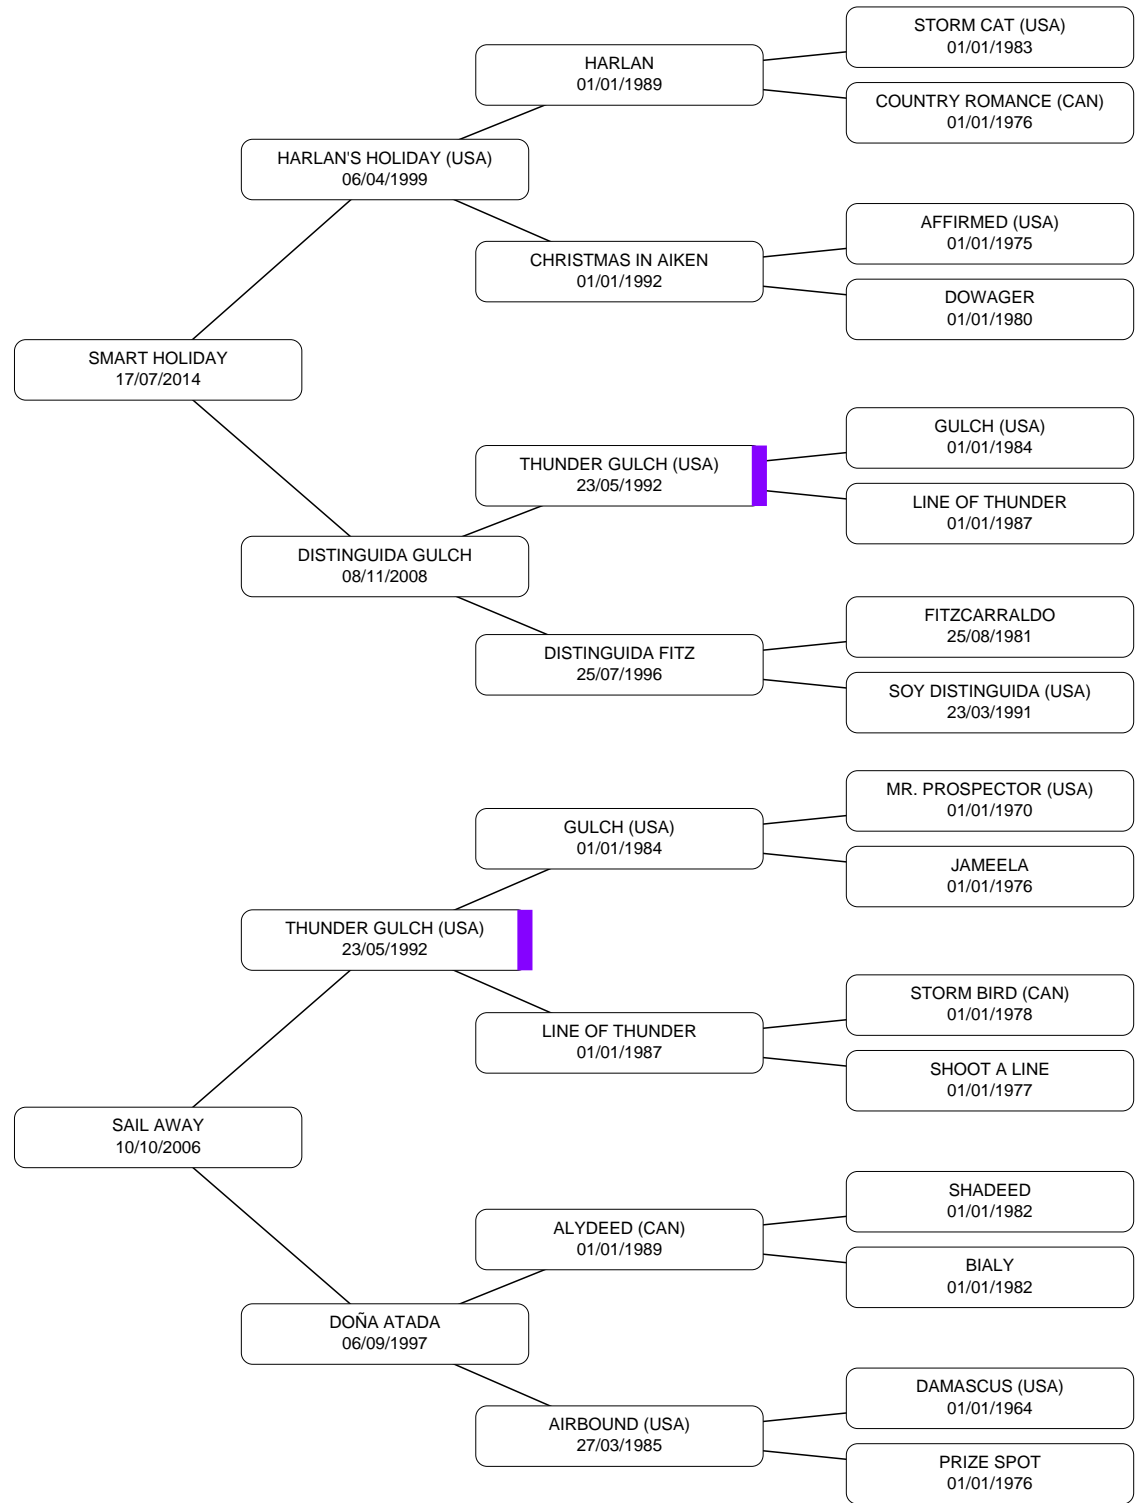 STORM CAT (USA)
01/01/1983
HARLAN
01/01/1989
COUNTRY ROMANCE (CAN)
01/01/1976
HARLAN'S HOLIDAY (USA)
06/04/1999
AFFIRMED (USA)
01/01/1975
CHRISTMAS IN AIKEN
01/01/1992
DOWAGER
01/01/1980
SMART HOLIDAY
17/07/2014
GULCH (USA)
01/01/1984
THUNDER GULCH (USA)
23/05/1992
LINE OF THUNDER
01/01/1987
DISTINGUIDA GULCH
08/11/2008
FITZCARRALDO
25/08/1981
DISTINGUIDA FITZ
25/07/1996
SOY DISTINGUIDA (USA)
23/03/1991
MR. PROSPECTOR (USA)
01/01/1970
GULCH (USA)
01/01/1984
JAMEELA
01/01/1976
THUNDER GULCH (USA)
23/05/1992
STORM BIRD (CAN)
01/01/1978
LINE OF THUNDER
01/01/1987
SHOOT A LINE
01/01/1977
SAIL AWAY
10/10/2006
SHADEED
01/01/1982
ALYDEED (CAN)
01/01/1989
BIALY
01/01/1982
DOÑA ATADA
06/09/1997
DAMASCUS (USA)
01/01/1964
AIRBOUND (USA)
27/03/1985
PRIZE SPOT
01/01/1976